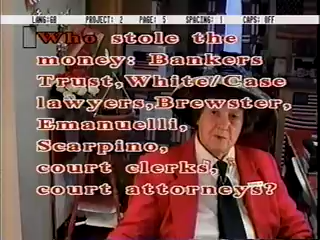 LANG:GB PROJECT: 2 PAGE: 5 SPACING: 1 CAPS: OFF
Who stole the
money: Bankers
Trust,White/Case
lawyers,Brewster,
Emanuelli,
Scarpino,
court clerks,
court attorneys?